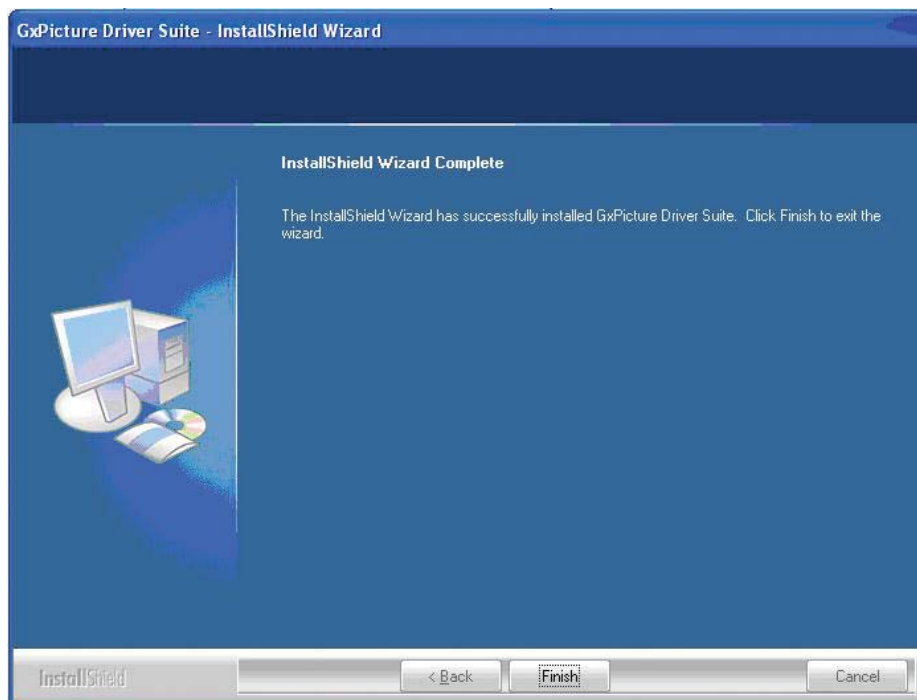 GxPicture Driver Suite - InstallShield Wizard
InstallShield Wizard Complete
The InstallShield Wizard has successfully installed GxPicture Driver Suite. Click Finish to exit the
wizard.
InstallShield
< Back
Finish
Cancel